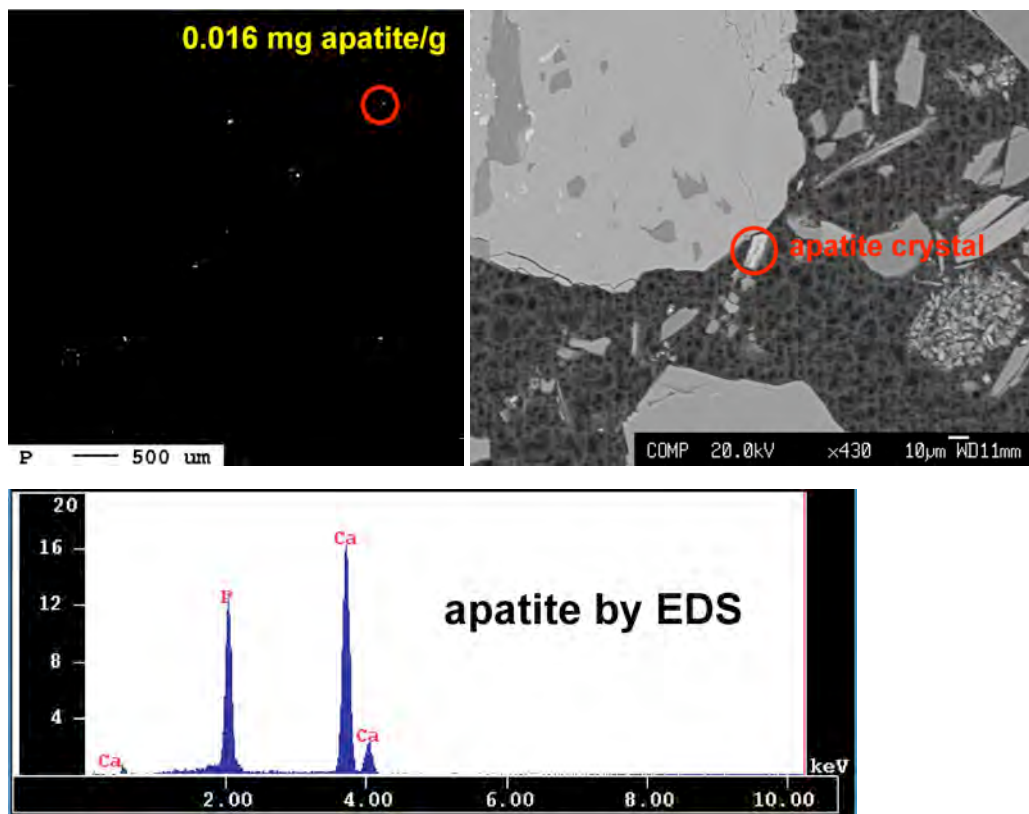 0.016 mg apatite/g
P 500 um
apatite crystal
COMP 20.0kV ×430 10µm WD11mm
20
16
12
8
4
Ca
P
Ca
Ca
apatite by EDS
keV
2.00 4.00 6.00 8.00 10.00